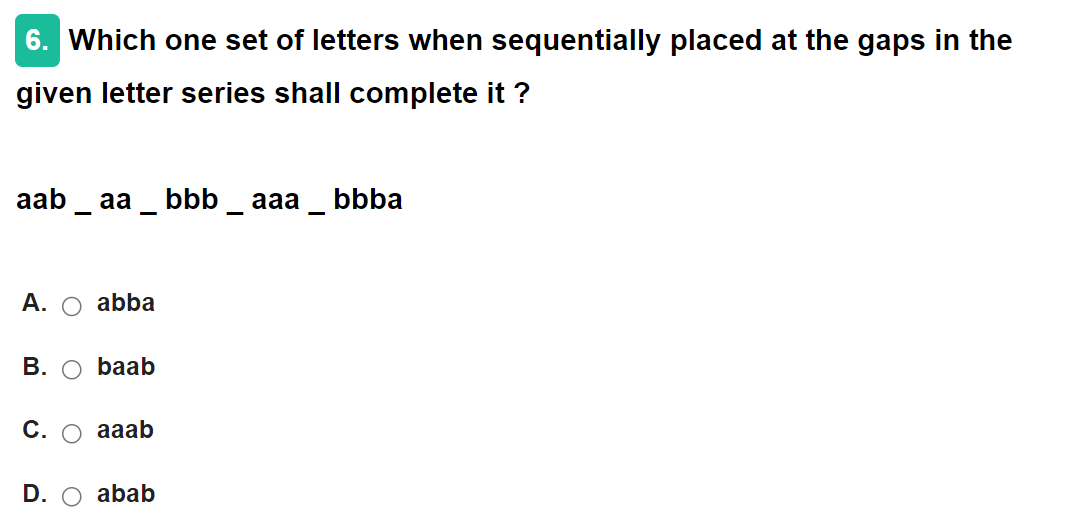 6. Which one set of letters when sequentially placed at the gaps in the
given letter series shall complete it ?
aab _ aa _ bbb _ aaa _ bbba
A. abba
B. baab
C. aaab
D. abab